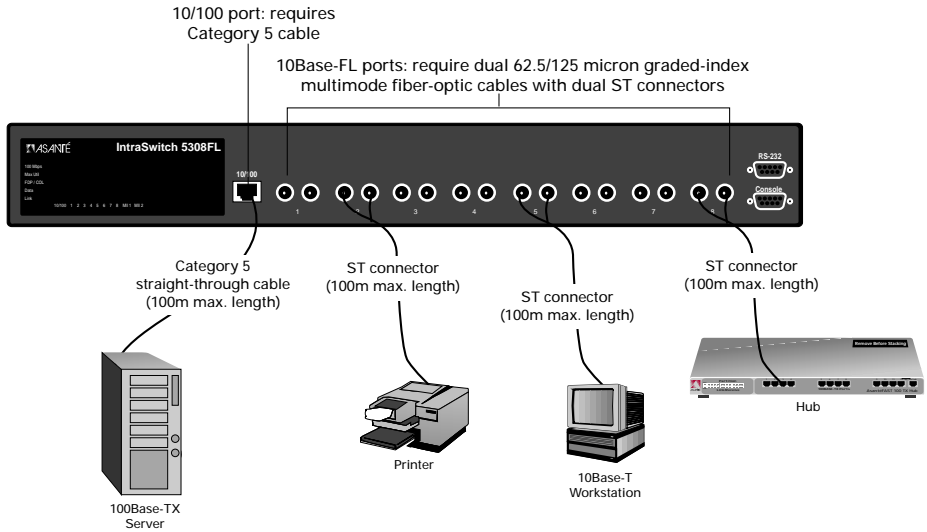 10/100 port: requires
Category 5 cable
10Base-FL ports: require dual 62.5/125 micron graded-index
multimode fiber-optic cables with dual ST connectors
ASANTÉ
IntraSwitch 5308FL
100 Mbps
Max Util
FDP / COL
Data
Link
10/100 1 2 3 4 5 6 7 8
10/100
1
2
3
4
5
6
7
8
RS-232
Console
Category 5
straight-through cable
(100m max. length)
ST connector
(100m max. length)
ST connector
(100m max. length)
ST connector
(100m max. length)
Remove Before Stacking
100 TX Hub
Hub
Printer
10Base-T
Workstation
100Base-TX
Server